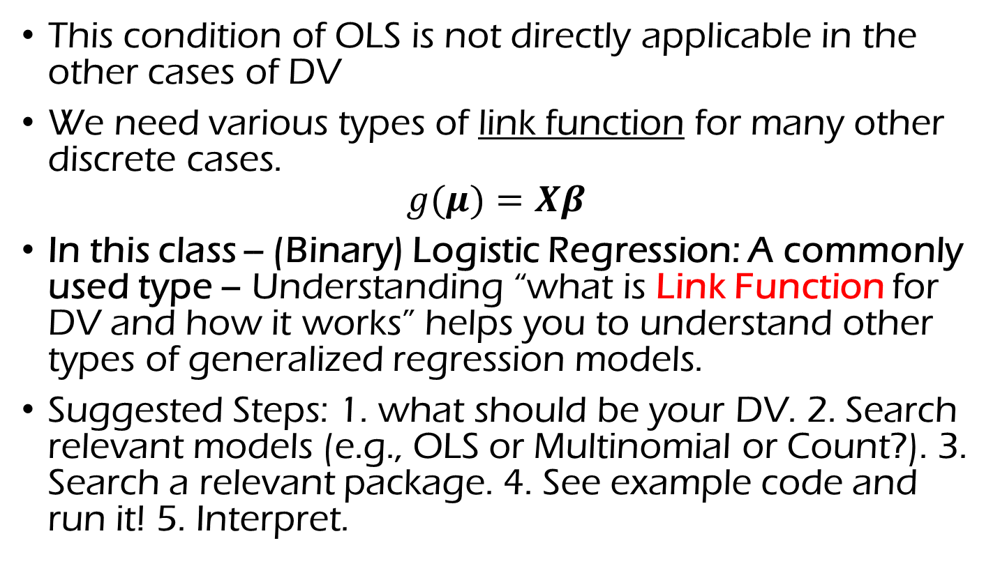 • This condition of OLS is not directly applicable in the
other cases of DV
• We need various types of link function for many other
discrete cases.
g(μ) = Xβ
• In this class – (Binary) Logistic Regression: A commonly
used type – Understanding “what is Link Function for
DV and how it works” helps you to understand other
types of generalized regression models.
• Suggested Steps: 1. what should be your DV. 2. Search
relevant models (e.g., OLS or Multinomial or Count?). 3.
Search a relevant package. 4. See example code and
run it! 5. Interpret.